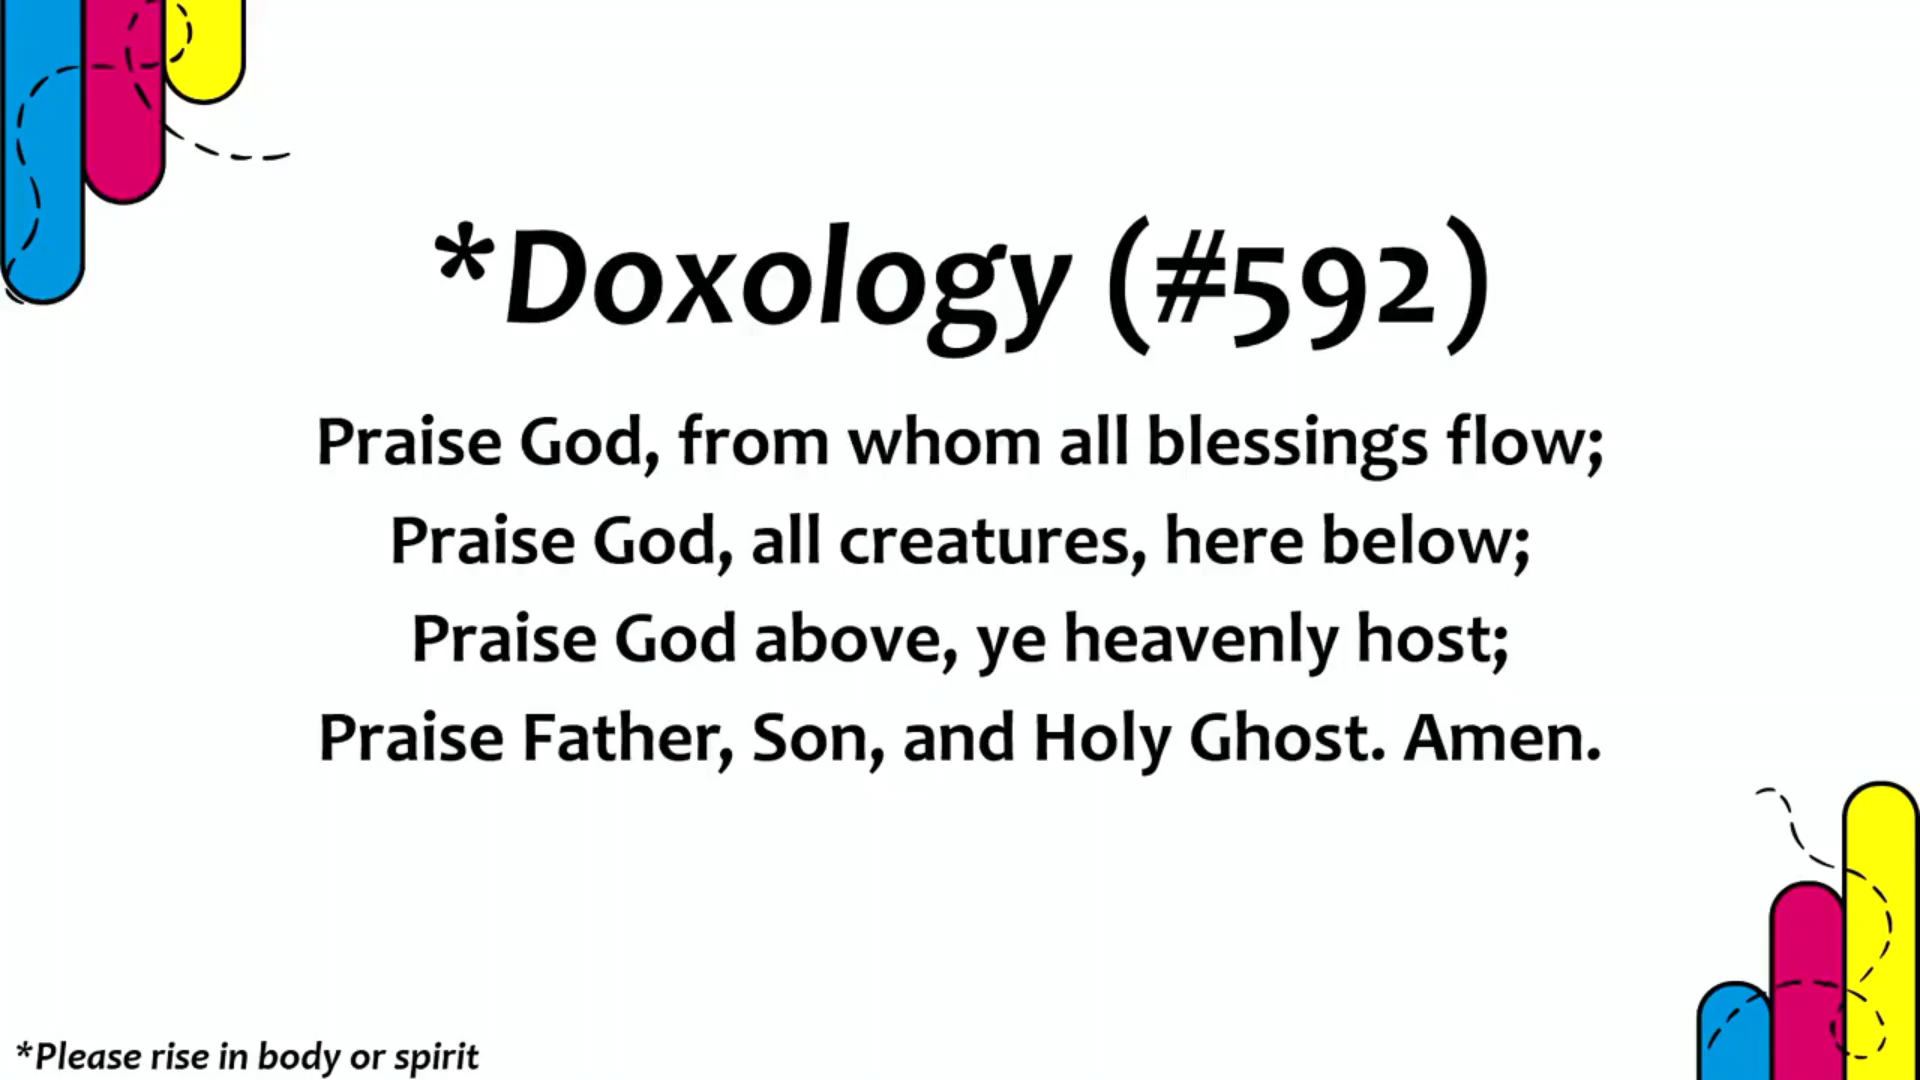 *Doxology (#592)
Praise God, from whom all blessings flow;
Praise God, all creatures, here below;
Praise God above, ye heavenly host;
Praise Father, Son, and Holy Ghost. Amen.
*Please rise in body or spirit